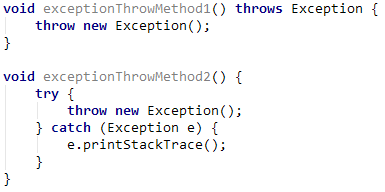 void exceptionThrowMethod1() throws Exception {
    throw new Exception();
}

void exceptionThrowMethod2() {
    try {
        throw new Exception();
    } catch (Exception e) {
        e.printStackTrace();
    }
}